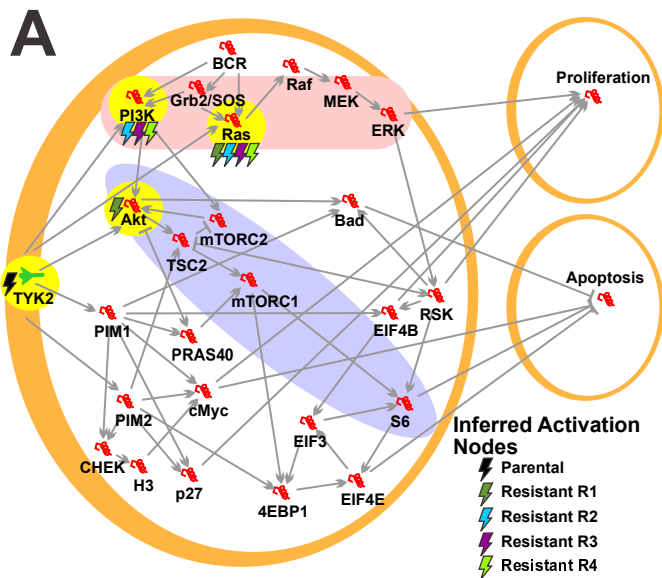 A
BCR
Proliferation
Raf
Grb2/SOS
MEK
PI3K
ERK
Ras
Akt
Bad
mTORC2
TSC2
Apoptosis
mTORC1
TYK2
RSK
PIM1
EIF4B
PRAS40
PIM2
cMyc
S6
EIF3
CHEK
H3
p27
4EBP1
EIF4E
Inferred Activation
Nodes
Parental
Resistant R1
Resistant R2
Resistant R3
Resistant R4